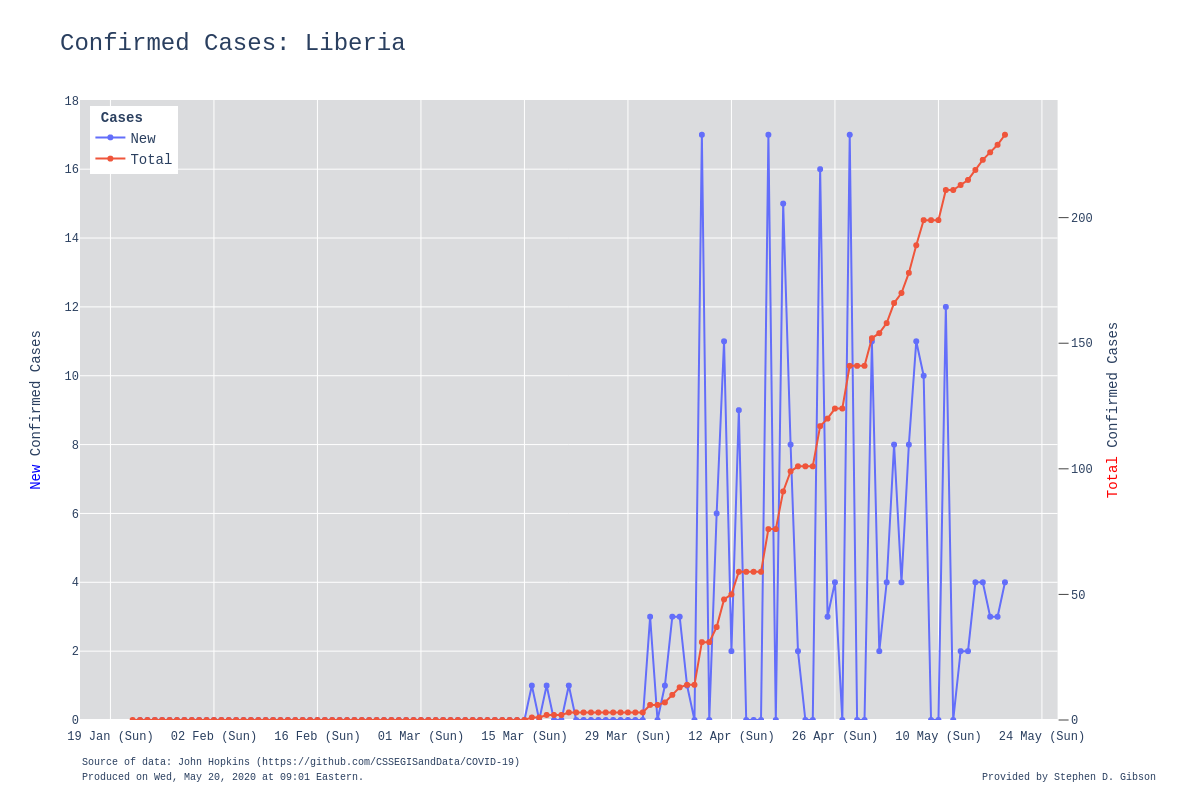 Confirmed Cases: Liberia
Cases
New
Total
18
16
14
12
10
8
6
4
2
0
200
150
100
50
0
New Confirmed Cases
Total Confirmed Cases
19 Jan (Sun) 02 Feb (Sun) 16 Feb (Sun) 01 Mar (Sun) 15 Mar (Sun) 29 Mar (Sun) 12 Apr (Sun) 26 Apr (Sun) 10 May (Sun) 24 May (Sun)
Source of data: John Hopkins (https://github.com/CSSEGISandData/COVID-19)
Produced on Wed, May 20, 2020 at 09:01 Eastern.
Provided by Stephen D. Gibson